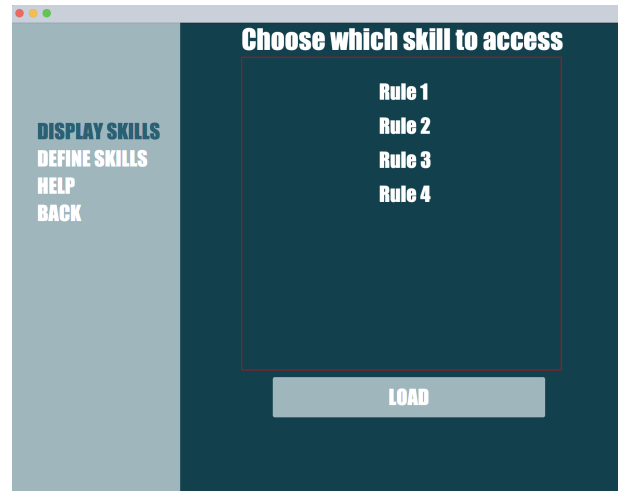 Choose which skill to access
DISPLAY SKILLS
DEFINE SKILLS
HELP
BACK
Rule 1
Rule 2
Rule 3
Rule 4
LOAD